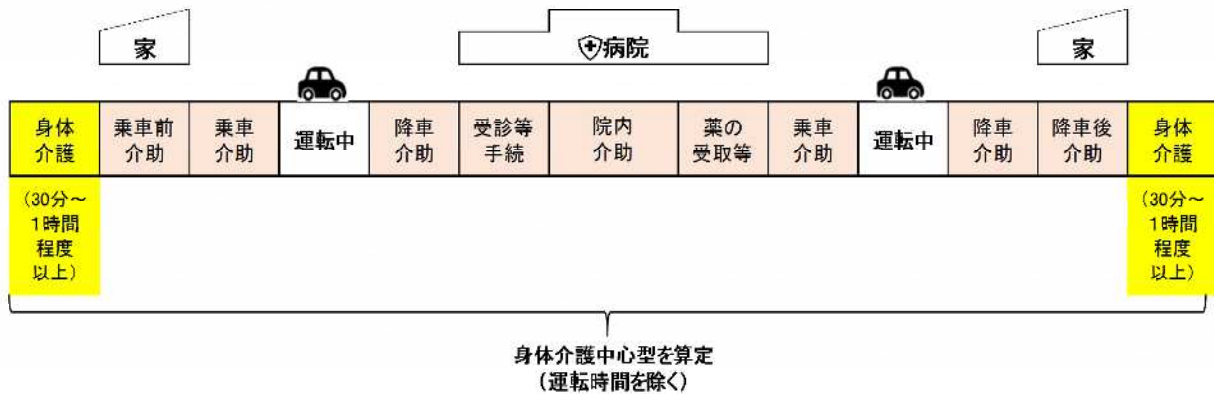 家
病院
家
身体
介護
乗車前
介助
乗車
介助
運転中
降車
介助
受診等
手続
院内
介助
薬の
受取等
乗車
介助
運転中
降車
介助
降車後
介助
身体
介護
(30分～
1時間
程度
以上)
(30分～
1時間
程度
以上)
身体介護中心型を算定
(運転時間を除く)